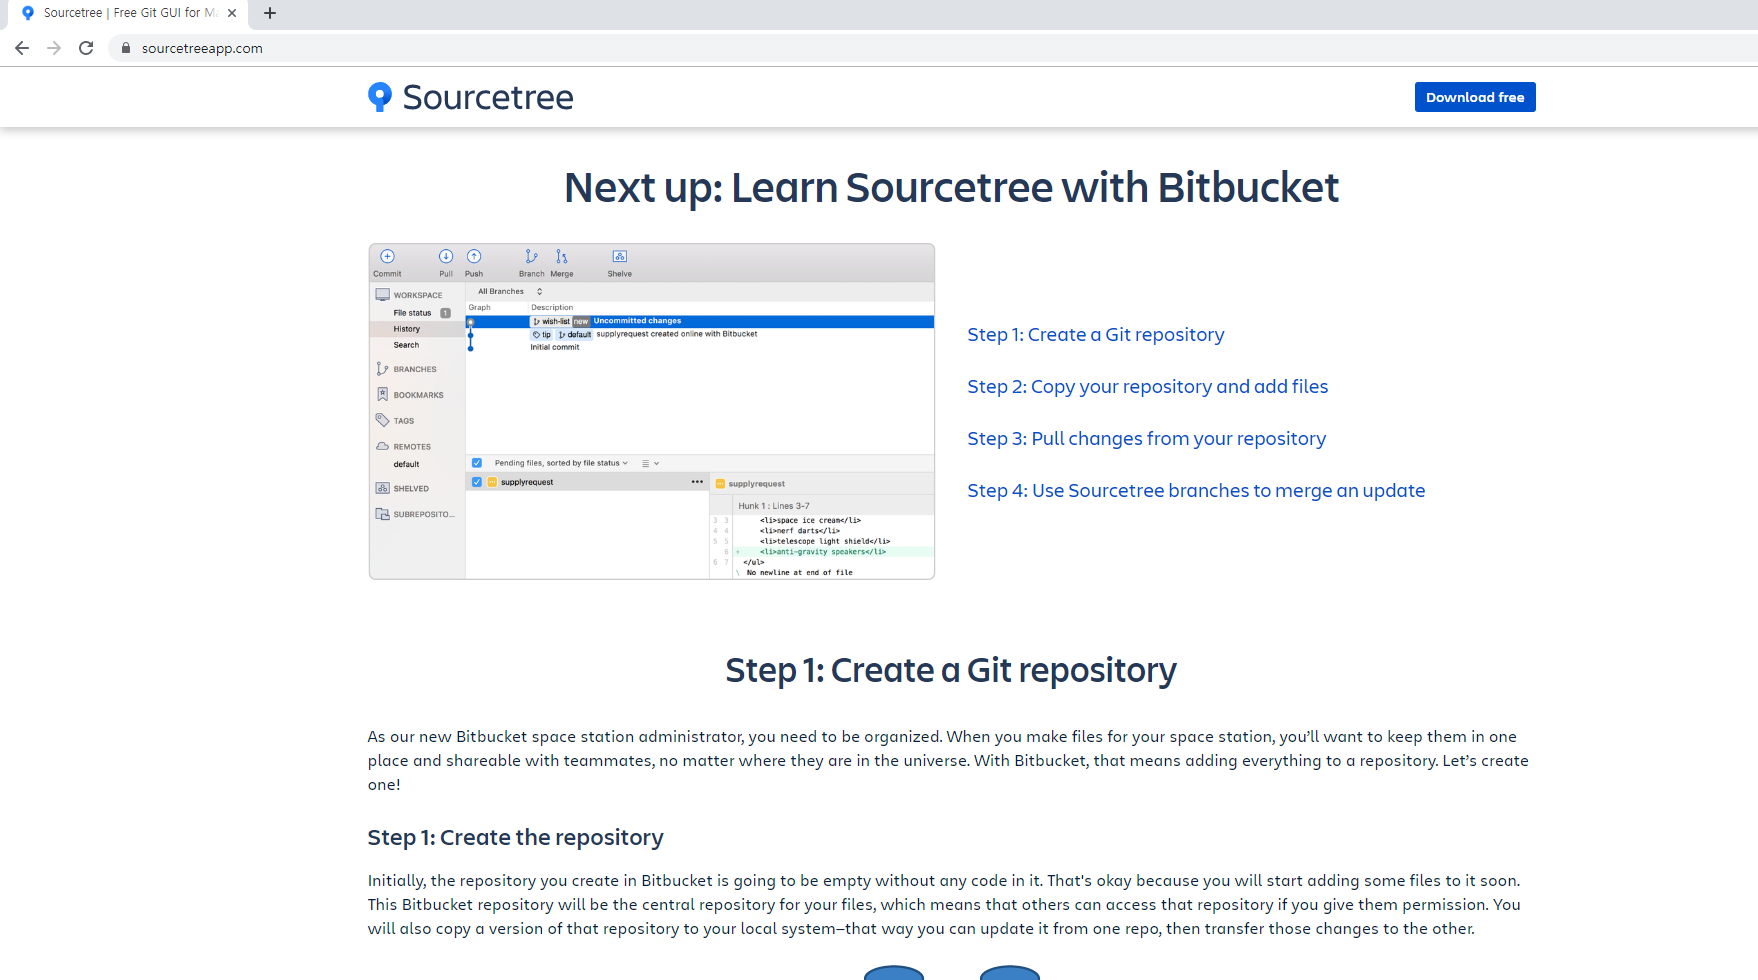 Sourcetree | Free Git GUI for Ma
sourcetreeapp.com
Sourcetree
Download free
Next up: Learn Sourcetree with Bitbucket
Commit Pull Push Branch Merge Shelve
WORKSPACE
File status 1
History
Search
BRANCHES
BOOKMARKS
TAGS
REMOTES
default
SHELVED
SUBREPOSITO...
All Branches
Graph Description
wish-list new Uncommitted changes
tip default supplyrequest created online with Bitbucket
Initial commit
Pending files, sorted by file status
supplyrequest •••
supplyrequest
Hunk 1 : Lines 3-7
3 3 <li>space ice cream</li>
4 4 <li>nerf darts</li>
5 5 <li>telescope light shield</li>
6 + <li>anti-gravity speakers</li>
6 7 </ul>
\ No newline at end of file
Step 1: Create a Git repository
Step 2: Copy your repository and add files
Step 3: Pull changes from your repository
Step 4: Use Sourcetree branches to merge an update
Step 1: Create a Git repository
As our new Bitbucket space station administrator, you need to be organized. When you make files for your space station, you’ll want to keep them in one
place and shareable with teammates, no matter where they are in the universe. With Bitbucket, that means adding everything to a repository. Let’s create
one!
Step 1: Create the repository
Initially, the repository you create in Bitbucket is going to be empty without any code in it. That's okay because you will start adding some files to it soon.
This Bitbucket repository will be the central repository for your files, which means that others can access that repository if you give them permission. You
will also copy a version of that repository to your local system—that way you can update it from one repo, then transfer those changes to the other.